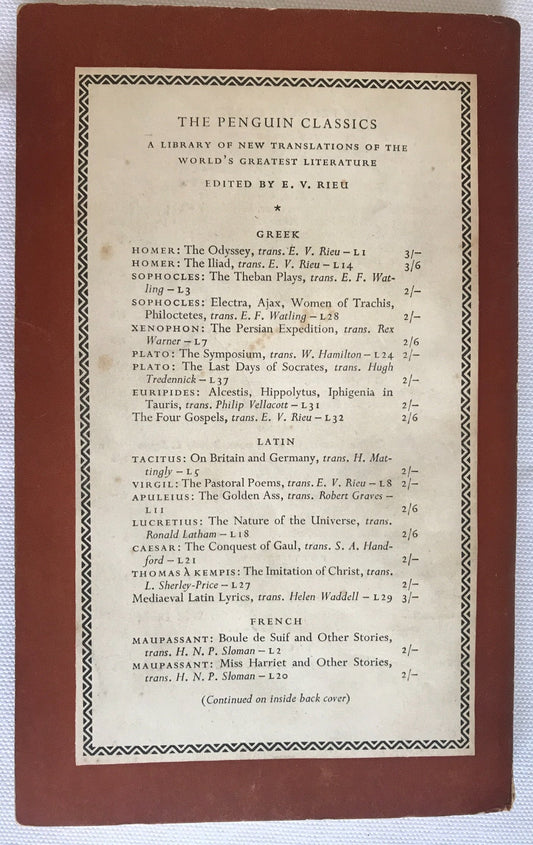 THE PENGUIN CLASSICS
A LIBRARY OF NEW TRANSLATIONS OF THE
WORLD'S GREATEST LITERATURE
EDITED BY E. V. RIEU
*
GREEK
HOMER: The Odyssey, trans. E. V. Rieu – L1 3/–
HOMER: The Iliad, trans. E. V. Rieu – L14 3/6
SOPHOCLES: The Theban Plays, trans. E. F. Wat-
ling – L3 2/–
SOPHOCLES: Electra, Ajax, Women of Trachis,
Philoctetes, trans. E. F. Watling – L28 2/–
XENOPHON: The Persian Expedition, trans. Rex
Warner – L7 2/6
PLATO: The Symposium, trans. W. Hamilton – L24 2/–
PLATO: The Last Days of Socrates, trans. Hugh
Tredennick – L37 2/–
EURIPIDES: Alcestis, Hippolytus, Iphigenia in
Tauris, trans. Philip Vellacott – L31 2/–
The Four Gospels, trans. E. V. Rieu – L32 2/6
LATIN
TACITUS: On Britain and Germany, trans. H. Mat-
tingly – L5 2/–
VIRGIL: The Pastoral Poems, trans. E. V. Rieu – L8 2/–
APULEIUS: The Golden Ass, trans. Robert Graves –
L11 2/6
LUCRETIUS: The Nature of the Universe, trans.
Ronald Latham – L18 2/6
CAESAR: The Conquest of Gaul, trans. S. A. Hand-
ford – L21 2/–
THOMAS À KEMPIS: The Imitation of Christ, trans.
L. Sherley-Price – L27 2/–
Mediaeval Latin Lyrics, trans. Helen Waddell – L29 3/–
FRENCH
MAUPASSANT: Boule de Suif and Other Stories,
trans. H. N. P. Sloman – L2 2/–
MAUPASSANT: Miss Harriet and Other Stories,
trans. H. N. P. Sloman – L20 2/–
(Continued on inside back cover)